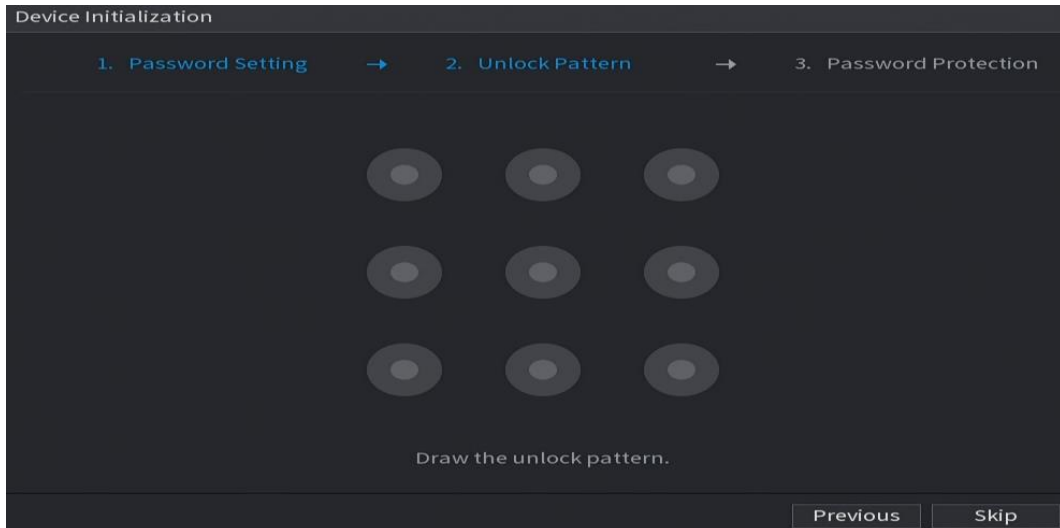 Device Initialization
1. Password Setting → 2. Unlock Pattern → 3. Password Protection
Draw the unlock pattern.
Previous Skip